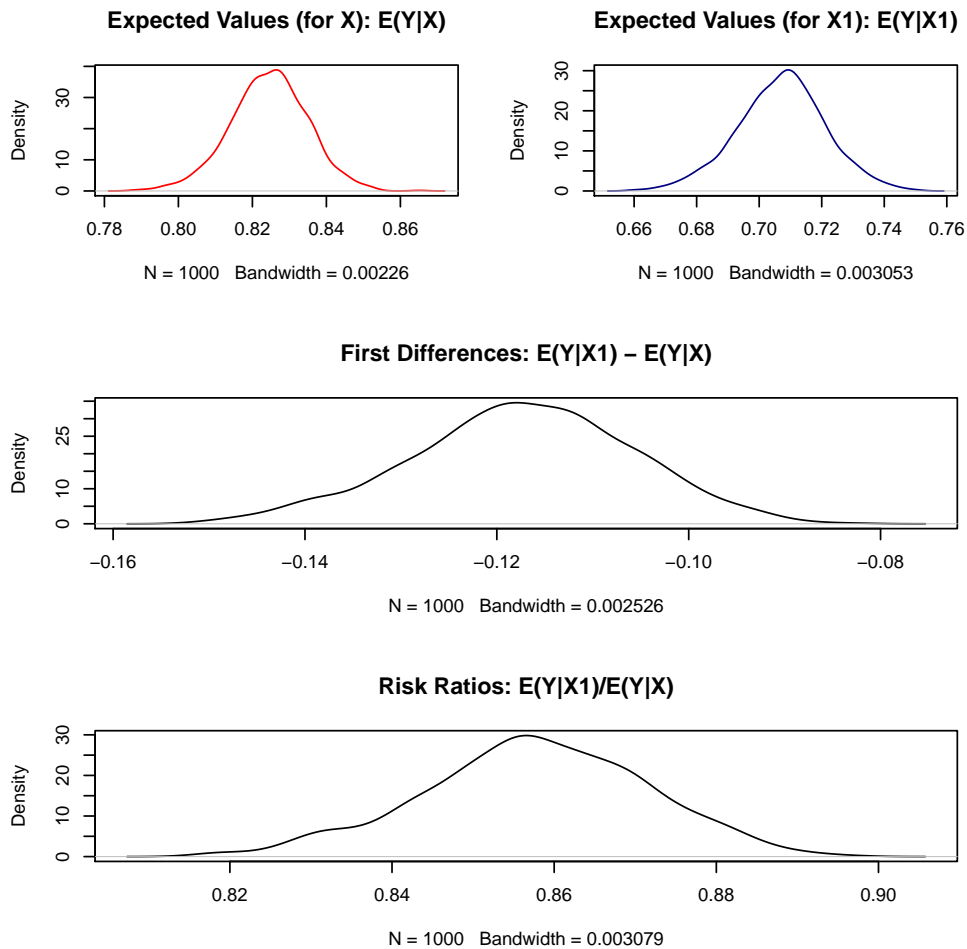 Expected Values (for X): E(Y|X)
Density
0 10 30
0.78 0.80 0.82 0.84 0.86
N = 1000 Bandwidth = 0.00226
Expected Values (for X1): E(Y|X1)
Density
0 10 20 30
0.66 0.68 0.70 0.72 0.74 0.76
N = 1000 Bandwidth = 0.003053
First Differences: E(Y|X1) − E(Y|X)
Density
0 10 25
−0.16 −0.14 −0.12 −0.10 −0.08
N = 1000 Bandwidth = 0.002526
Risk Ratios: E(Y|X1)/E(Y|X)
Density
0 10 20 30
0.82 0.84 0.86 0.88 0.90
N = 1000 Bandwidth = 0.003079